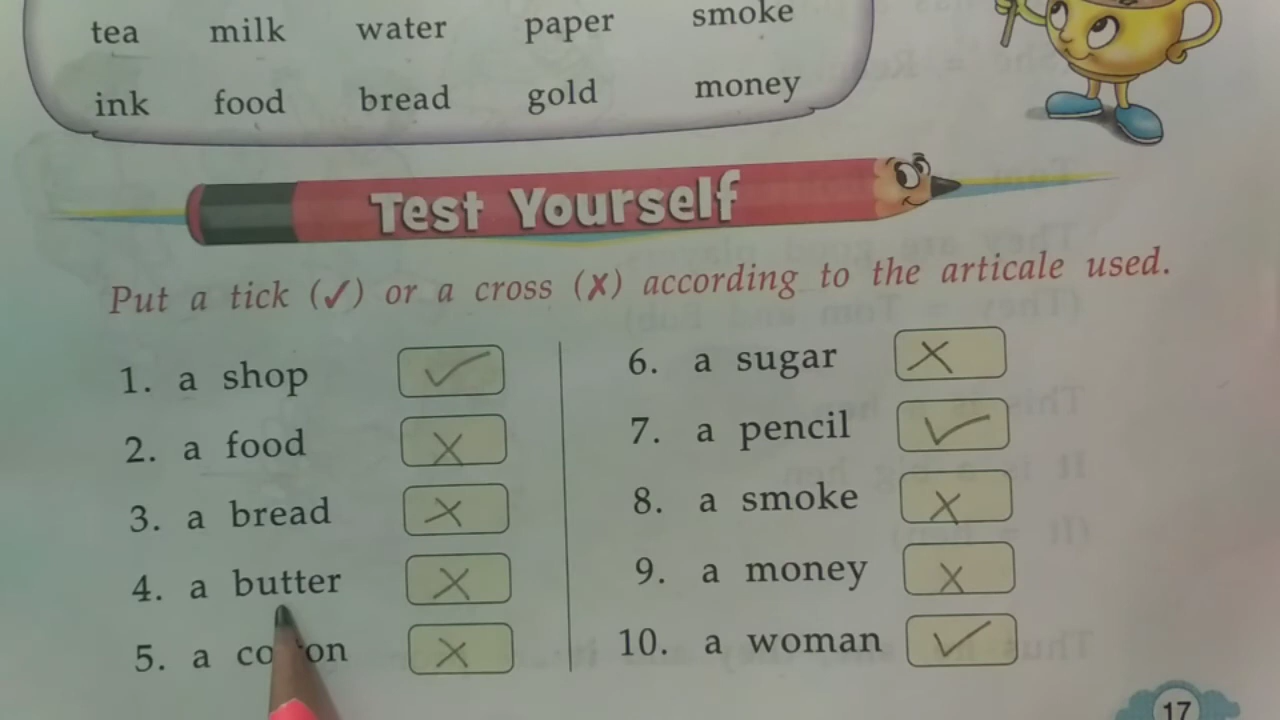 tea milk water paper smoke
ink food bread gold money
Test Yourself
Put a tick (✓) or a cross (✗) according to the articale used.
1. a shop ✓
2. a food ✗
3. a bread ✗
4. a butter ✗
5. a
6. a sugar ✗
7. a pencil ✓
8. a smoke ✗
9. a money ✗
10. a woman ✓
17